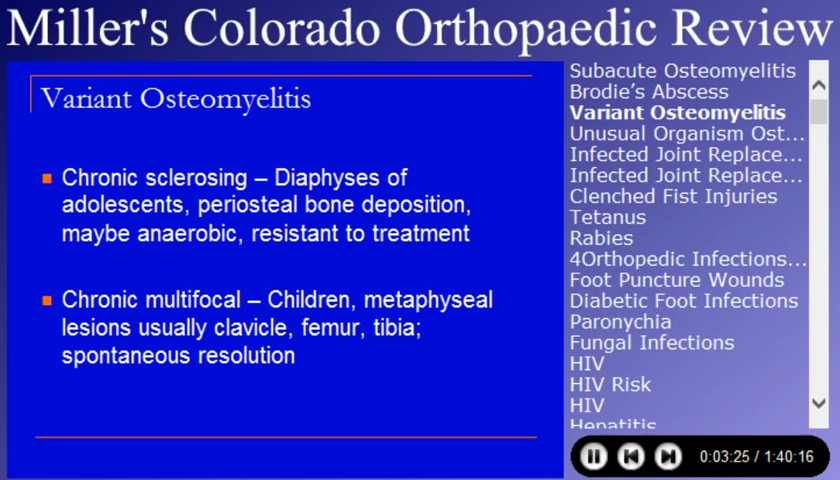 Miller's Colorado Orthopaedic Review
Variant Osteomyelitis
Chronic sclerosing – Diaphyses of
adolescents, periosteal bone deposition,
maybe anaerobic, resistant to treatment
Chronic multifocal – Children, metaphyseal
lesions usually clavicle, femur, tibia;
spontaneous resolution
Subacute Osteomyelitis
Brodie's Abscess
Variant Osteomyelitis
Unusual Organism Ost...
Infected Joint Replace...
Infected Joint Replace...
Clenched Fist Injuries
Tetanus
Rabies
4Orthopedic Infections...
Foot Puncture Wounds
Diabetic Foot Infections
Paronychia
Fungal Infections
HIV
HIV Risk
HIV
Hepatitis
0:03:25 / 1:40:16